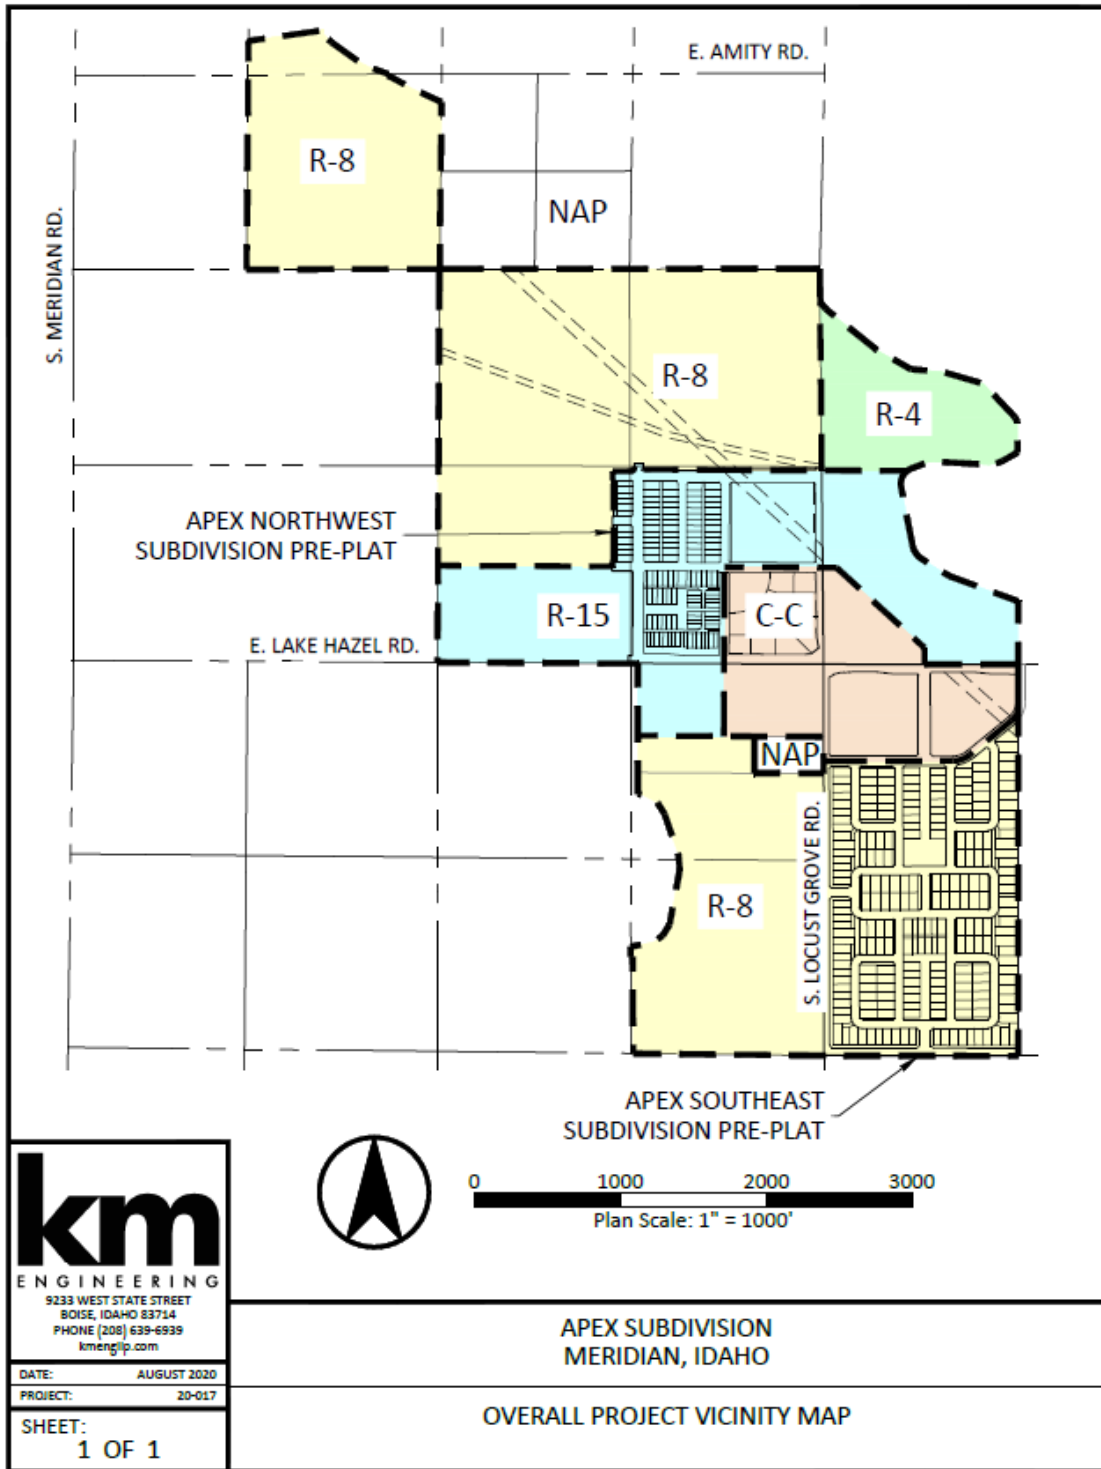 E. AMITY RD.
R-8
NAP
S. MERIDIAN RD.
R-8
R-4
APEX NORTHWEST
SUBDIVISION PRE-PLAT
R-15
C-C
E. LAKE HAZEL RD.
NAP
S. LOCUST GROVE RD.
R-8
APEX SOUTHEAST
SUBDIVISION PRE-PLAT
0 1000 2000 3000
Plan Scale: 1" = 1000'
km
ENGINEERING
9233 WEST STATE STREET
BOISE, IDAHO 83714
PHONE (208) 639-6939
kmengllp.com
DATE: AUGUST 2020
PROJECT: 20-017
SHEET:
1 OF 1
APEX SUBDIVISION
MERIDIAN, IDAHO
OVERALL PROJECT VICINITY MAP